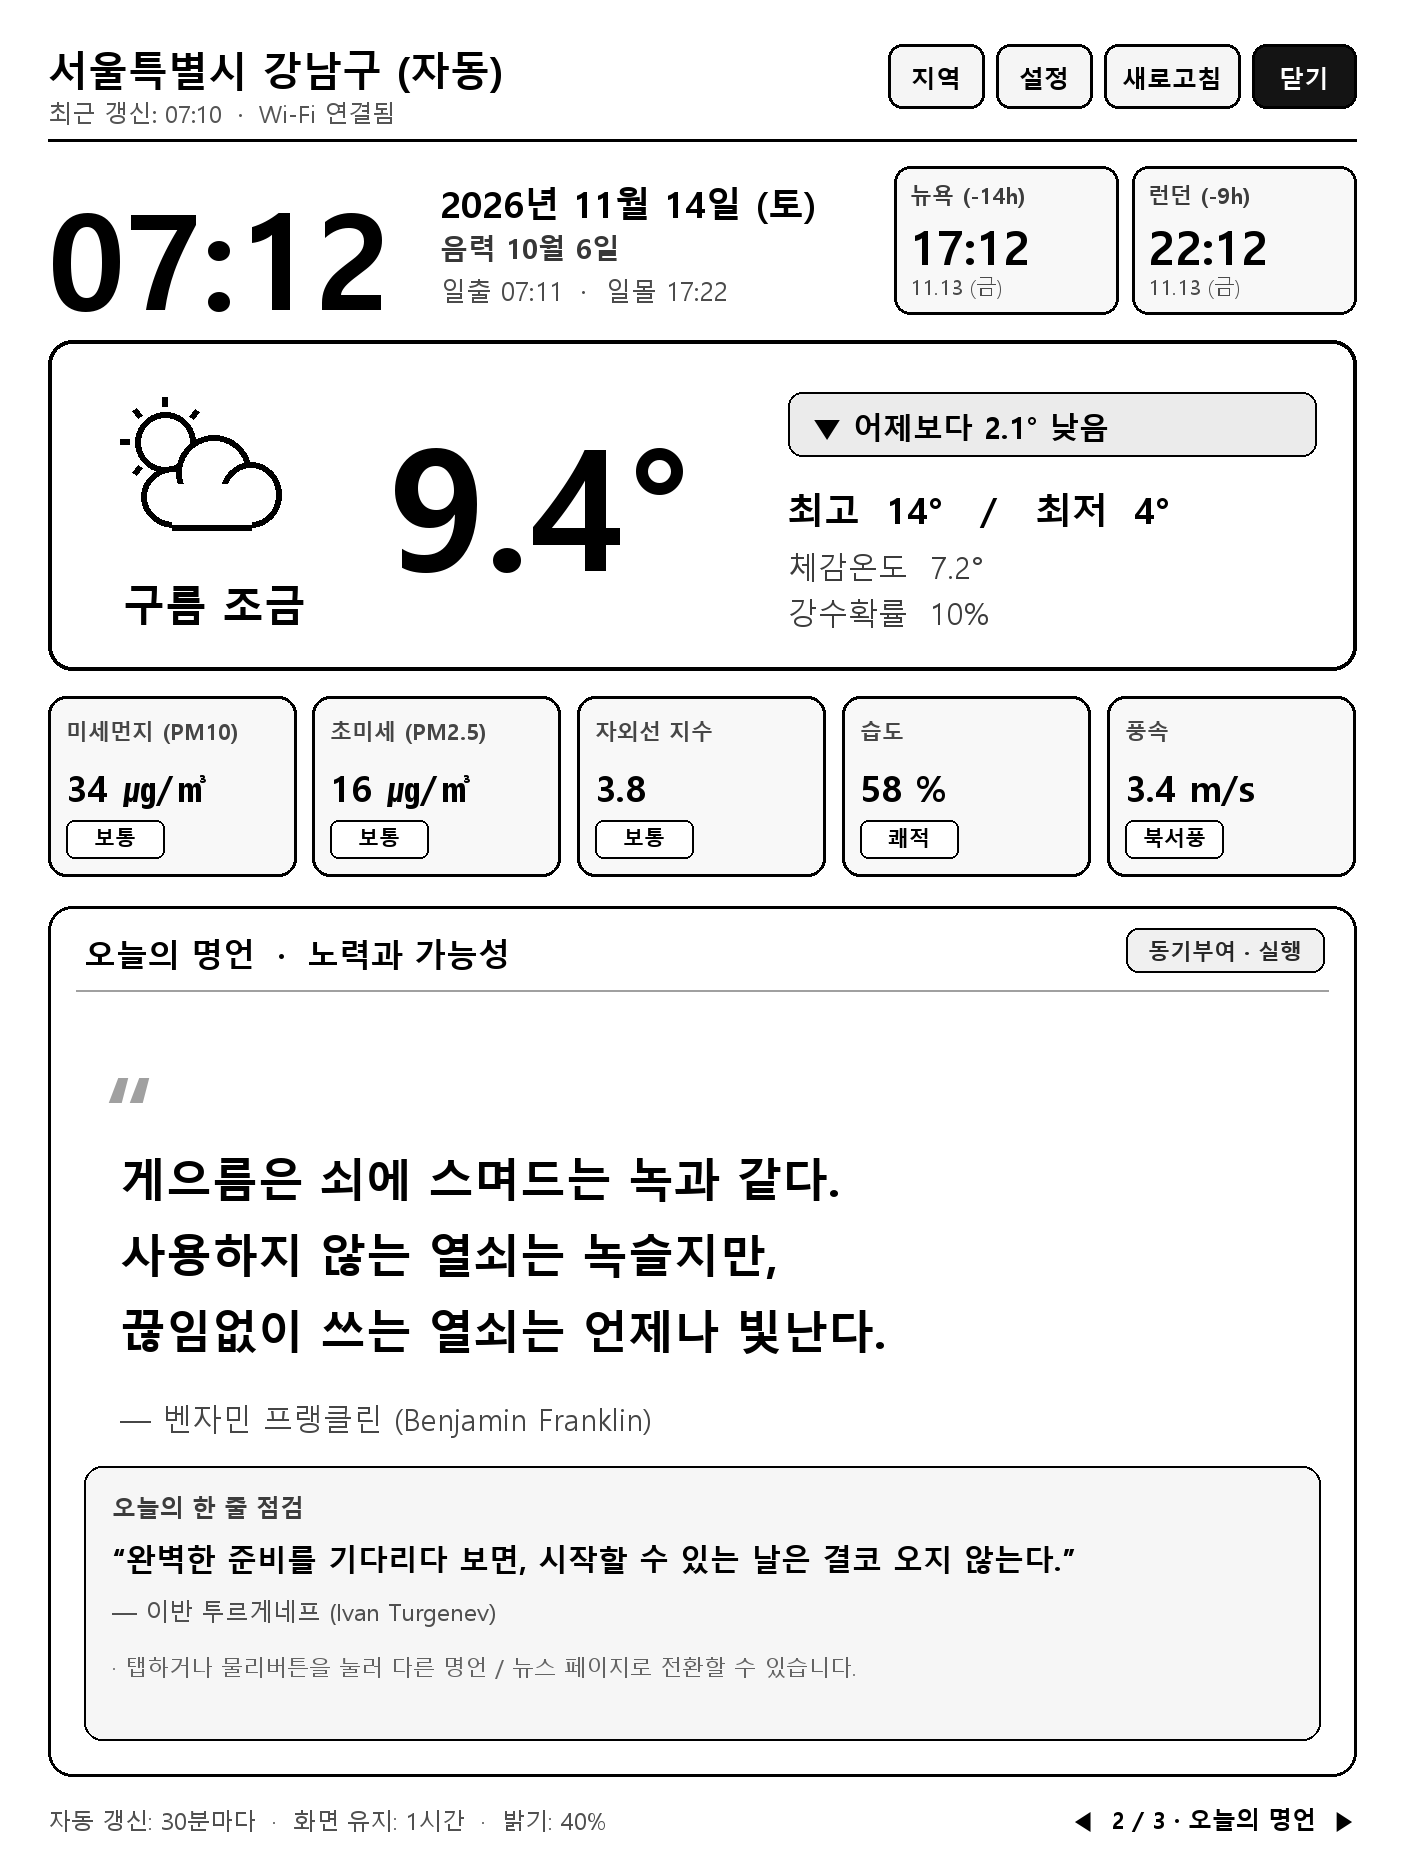 서울특별시 강남구 (자동)
최근 갱신: 07:10 · Wi-Fi 연결됨
지역
설정
새로고침
닫기
07:12
2026년 11월 14일 (토)
음력 10월 6일
일출 07:11 · 일몰 17:22
뉴욕 (-14h)
17:12
11.13 (금)
런던 (-9h)
22:12
11.13 (금)
구름 조금
9.4°
▼ 어제보다 2.1° 낮음
최고 14° / 최저 4°
체감온도 7.2°
강수확률 10%
미세먼지 (PM10)
34 ㎍/㎥
보통
초미세 (PM2.5)
16 ㎍/㎥
보통
자외선 지수
3.8
보통
습도
58 %
쾌적
풍속
3.4 m/s
북서풍
오늘의 명언 · 노력과 가능성
동기부여 · 실행
“
게으름은 쇠에 스며드는 녹과 같다.
사용하지 않는 열쇠는 녹슬지만,
끊임없이 쓰는 열쇠는 언제나 빛난다.
— 벤자민 프랭클린 (Benjamin Franklin)
오늘의 한 줄 점검
“완벽한 준비를 기다리다 보면, 시작할 수 있는 날은 결코 오지 않는다.”
— 이반 투르게네프 (Ivan Turgenev)
· 탭하거나 물리버튼을 눌러 다른 명언 / 뉴스 페이지로 전환할 수 있습니다.
자동 갱신: 30분마다 · 화면 유지: 1시간 · 밝기: 40%
◀ 2 / 3 · 오늘의 명언 ▶